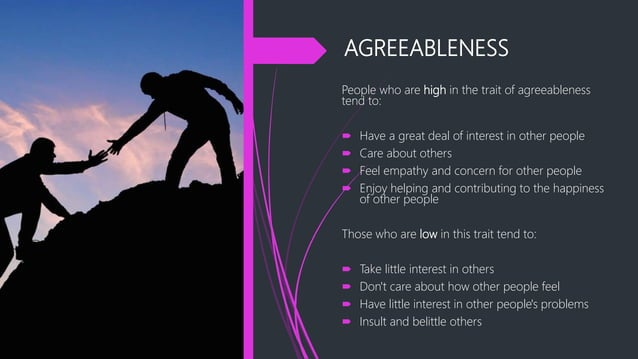 AGREEABLENESS
People who are high in the trait of agreeableness
tend to:
Have a great deal of interest in other people
Care about others
Feel empathy and concern for other people
Enjoy helping and contributing to the happiness
of other people
Those who are low in this trait tend to:
Take little interest in others
Don't care about how other people feel
Have little interest in other people's problems
Insult and belittle others